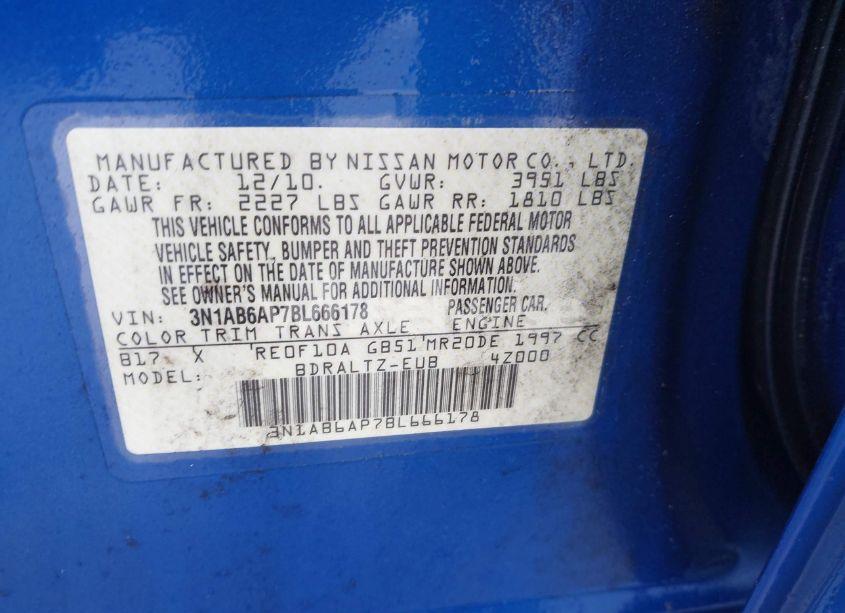 MANUFACTURED BY NISSAN MOTOR CO., LTD.
DATE: 12/10. GVWR: 3951 LBS
GAWR FR: 2227 LBS GAWR RR: 1810 LBS
THIS VEHICLE CONFORMS TO ALL APPLICABLE FEDERAL MOTOR
VEHICLE SAFETY, BUMPER AND THEFT PREVENTION STANDARDS
IN EFFECT ON THE DATE OF MANUFACTURE SHOWN ABOVE.
SEE OWNER'S MANUAL FOR ADDITIONAL INFORMATION.
VIN: 3N1AB6AP7BL666178 PASSENGER CAR.
COLOR TRIM TRANS AXLE ENGINE
B17 X RE0F10A GB51 MR20DE 1997 CC
MODEL: BDRALTZ-EUB 4Z000
3N1AB6AP7BL666178